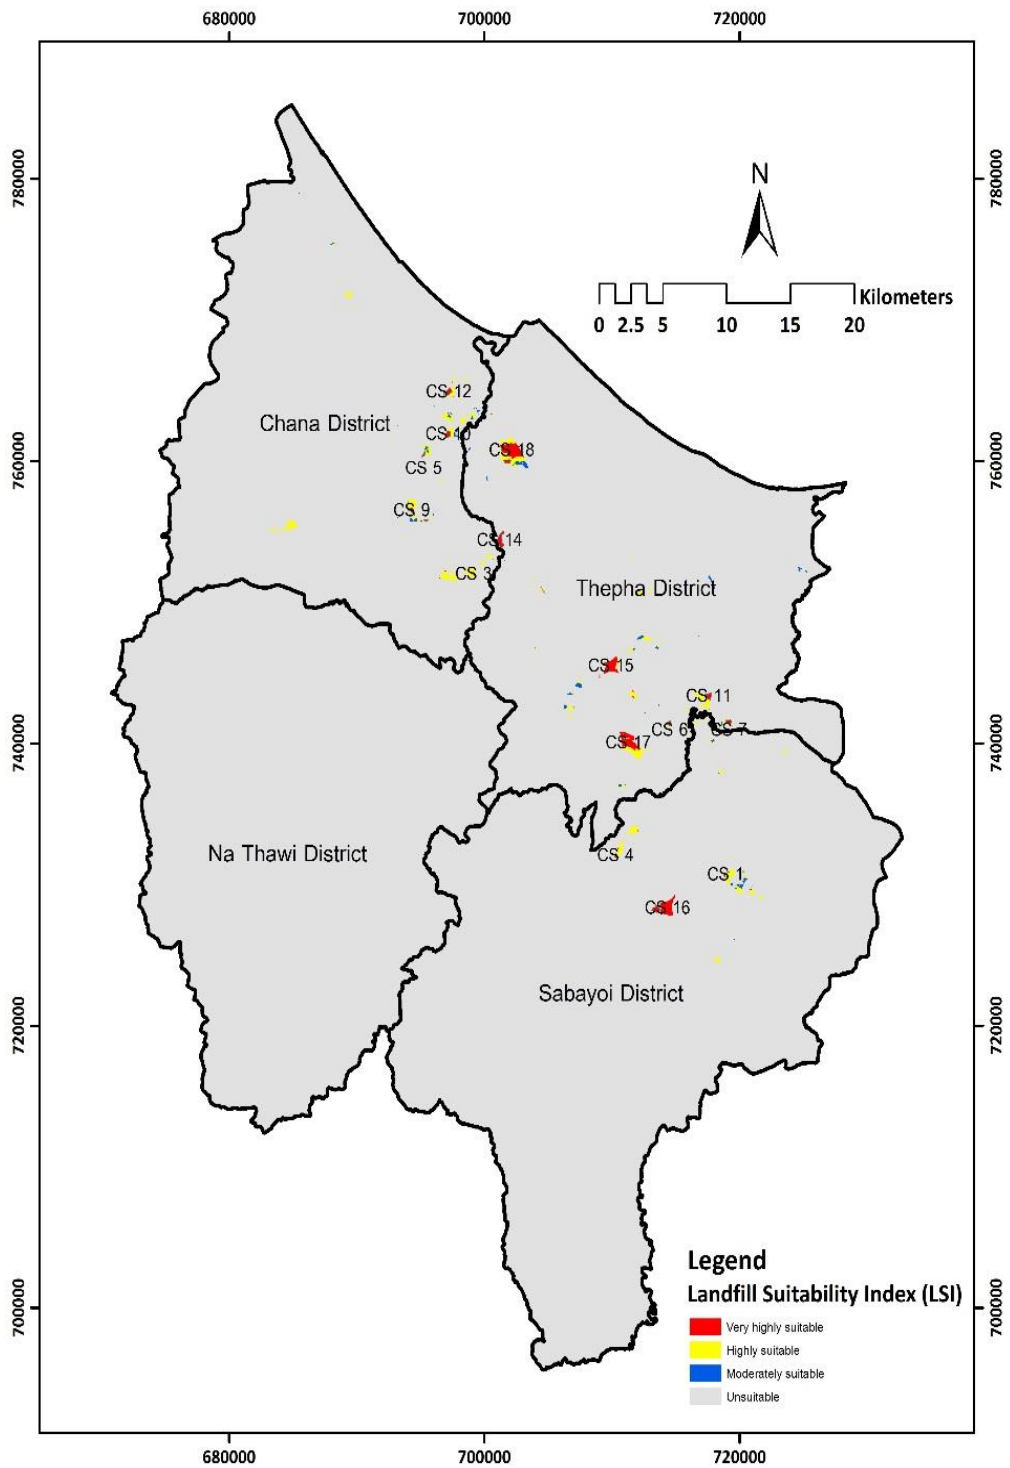 680000 700000 720000
780000 780000
N
Kilometers
0 2.5 5 10 15 20
CS 12
Chana District
CS 10
CS 18
760000 760000
CS 5
CS 9
CS 14
CS 3
Thepha District
CS 15
CS 11
CS 6 CS 7
740000 CS 17 740000
Na Thawi District
CS 4
CS 1
CS 16
Sabayoi District
720000 720000
Legend
Landfill Suitability Index (LSI)
700000 700000
Very highly suitable
Highly suitable
Moderately suitable
Unsuitable
680000 700000 720000